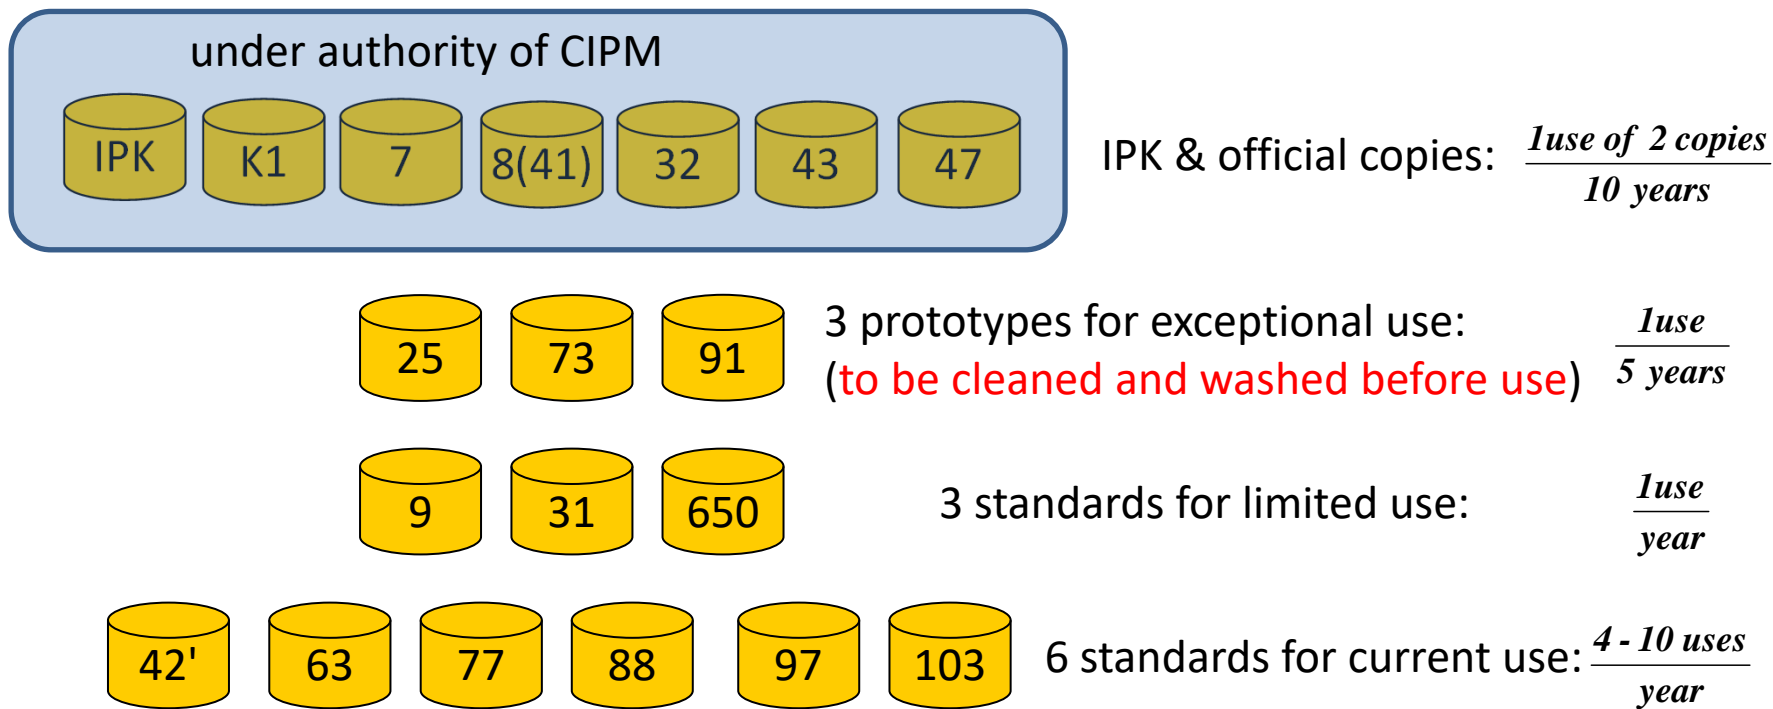 under authority of CIPM
IPK K1 7 8(41) 32 43 47
IPK & official copies:
1use of 2 copies
10 years
25 73 91
3 prototypes for exceptional use:
(to be cleaned and washed before use)
1use
5 years
9 31 650
3 standards for limited use:
1use
year
42' 63 77 88 97 103
6 standards for current use:
4 - 10 uses
year